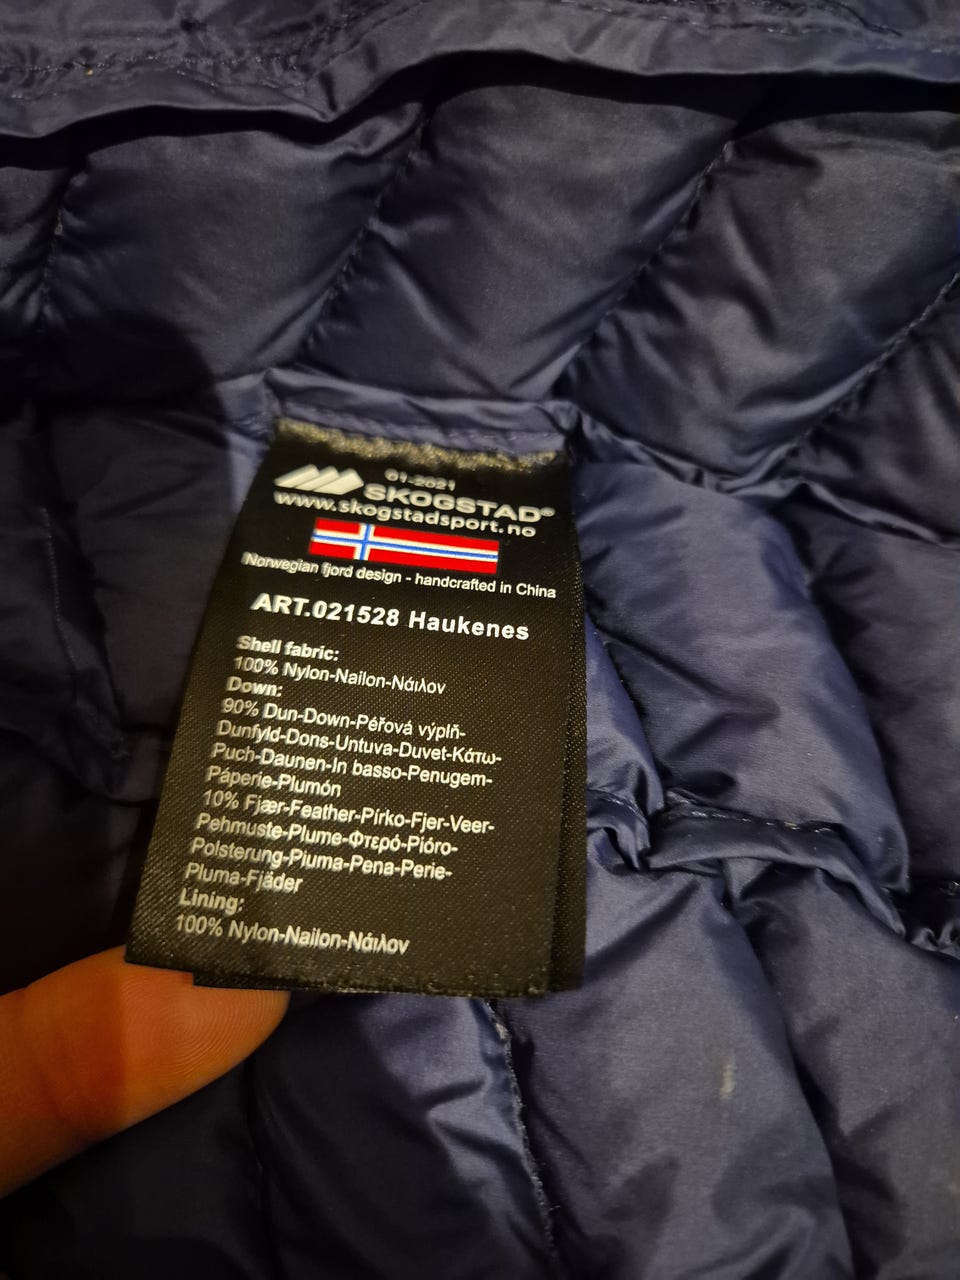 01-2021
SKOGSTAD®
www.skogstadsport.no
Norwegian fjord design - handcrafted in China
ART.021528 Haukenes
Shell fabric:
100% Nylon-Nailon-Νάιλον
Down:
90% Dun-Down-Péřová výplň-
Dunfyld-Dons-Untuva-Duvet-Κάτω-
Puch-Daunen-In basso-Penugem-
Páperie-Plumón
10% Fjær-Feather-Pírko-Fjer-Veer-
Pehmuste-Plume-Φτερό-Pióro-
Polsterung-Piuma-Pena-Perie-
Pluma-Fjäder
Lining:
100% Nylon-Nailon-Νάιλον